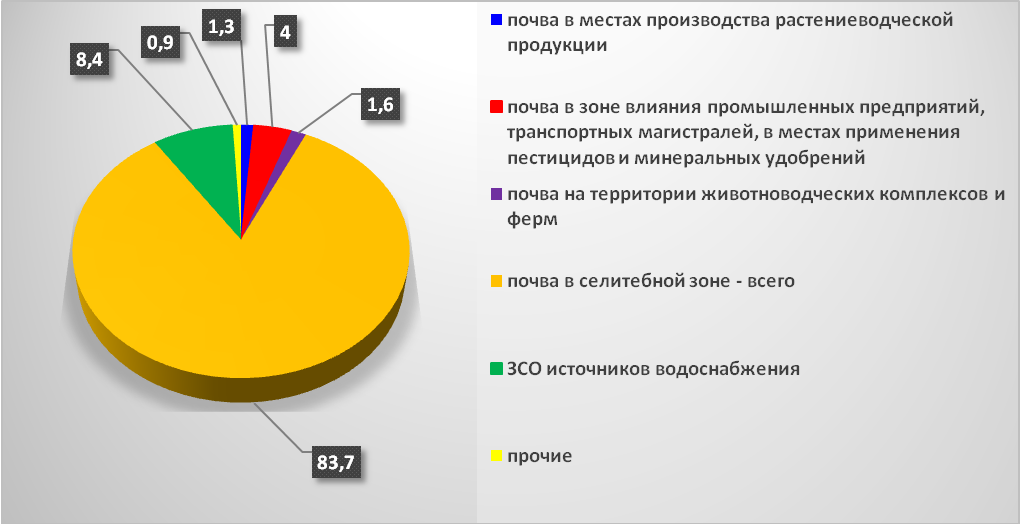 1,3
4
0,9
8,4
1,6
83,7
почва в местах производства растениеводческой
продукции
почва в зоне влияния промышленных предприятий,
транспортных магистралей, в местах применения
пестицидов и минеральных удобрений
почва на территории животноводческих комплексов и
ферм
почва в селитебной зоне - всего
ЗСО источников водоснабжения
прочие